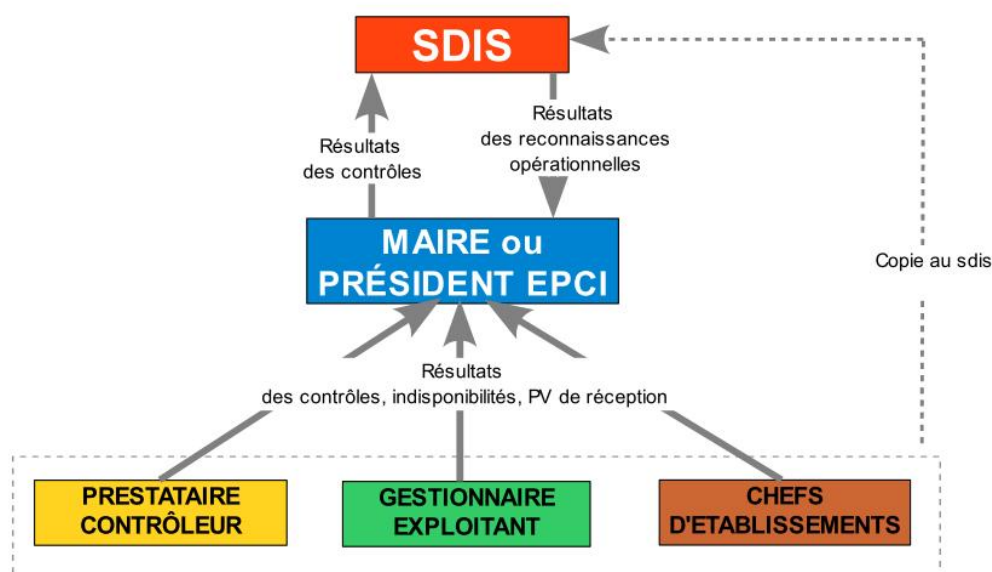 SDIS
Résultats
des contrôles
Résultats
des reconnaissances
opérationnelles
MAIRE ou
PRÉSIDENT EPCI
Copie au sdis
Résultats
des contrôles, indisponibilités, PV de réception
PRESTATAIRE
CONTRÔLEUR
GESTIONNAIRE
EXPLOITANT
CHEFS
D'ETABLISSEMENTS